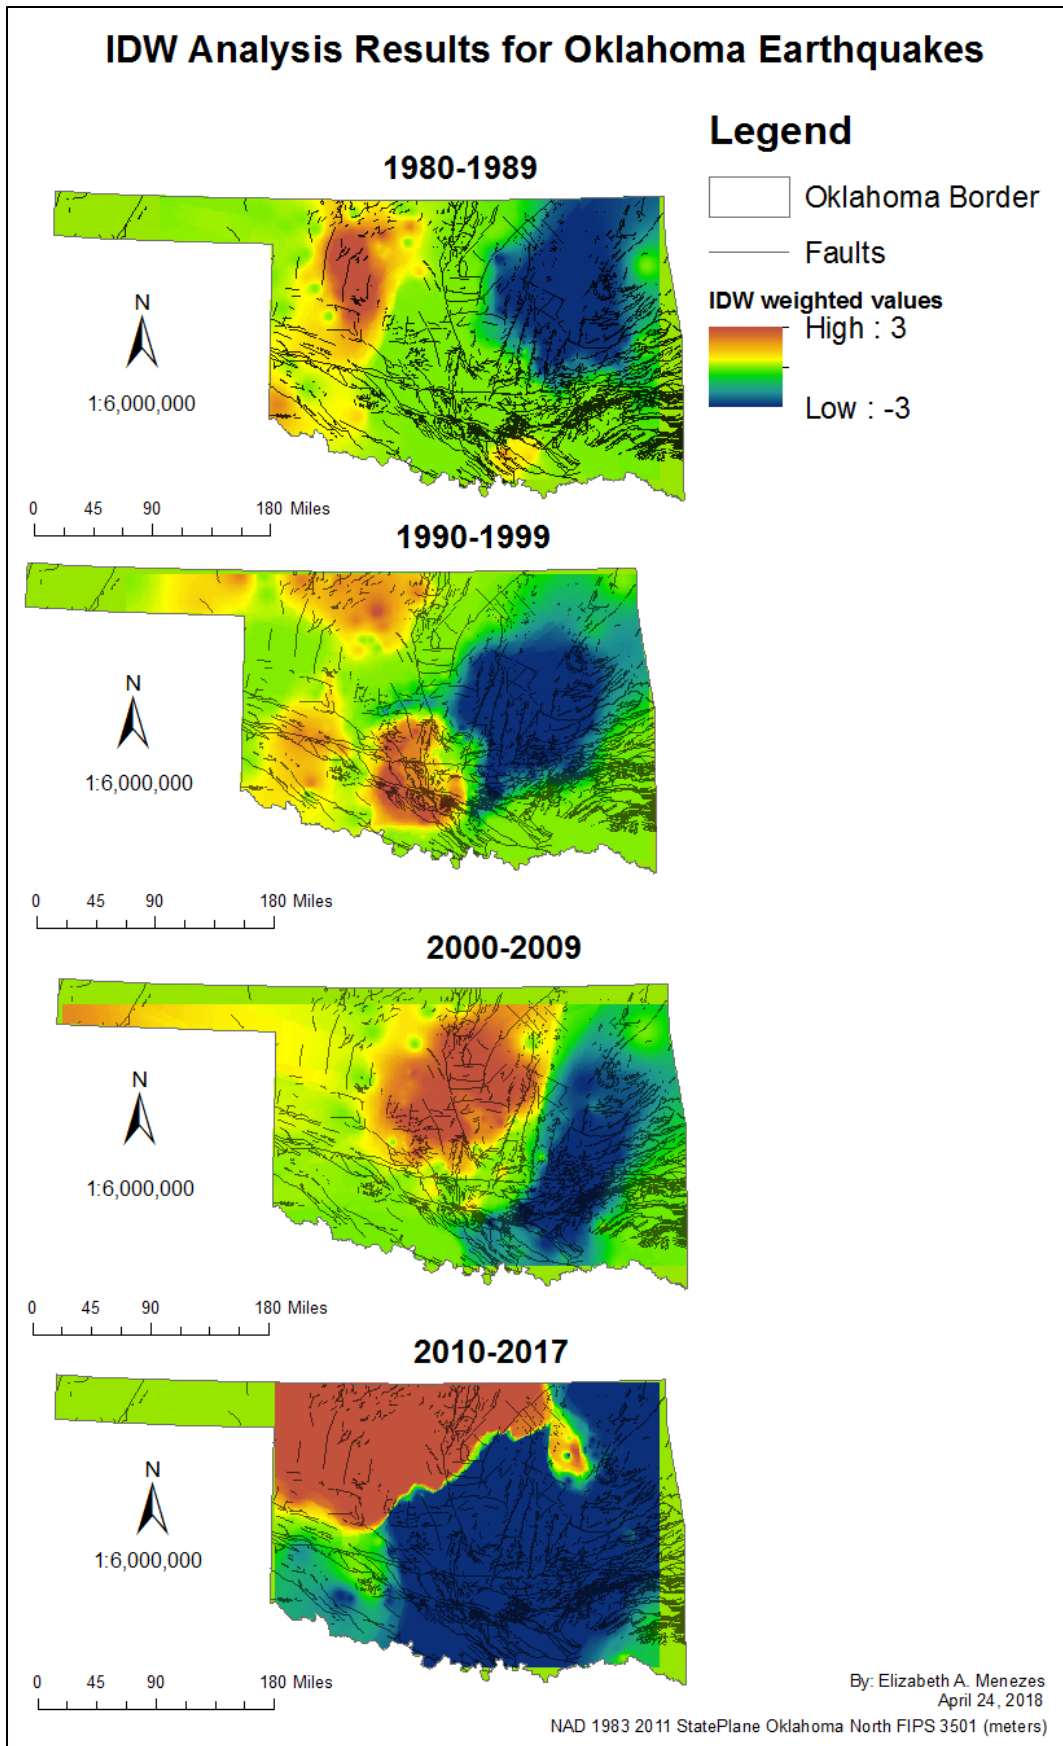 IDW Analysis Results for Oklahoma Earthquakes
Legend
Oklahoma Border
Faults
IDW weighted values
High : 3
Low : -3
1980-1989
N
1:6,000,000
0 45 90 180 Miles
1990-1999
N
1:6,000,000
0 45 90 180 Miles
2000-2009
N
1:6,000,000
0 45 90 180 Miles
2010-2017
N
1:6,000,000
0 45 90 180 Miles
By: Elizabeth A. Menezes
April 24, 2018
NAD 1983 2011 StatePlane Oklahoma North FIPS 3501 (meters)